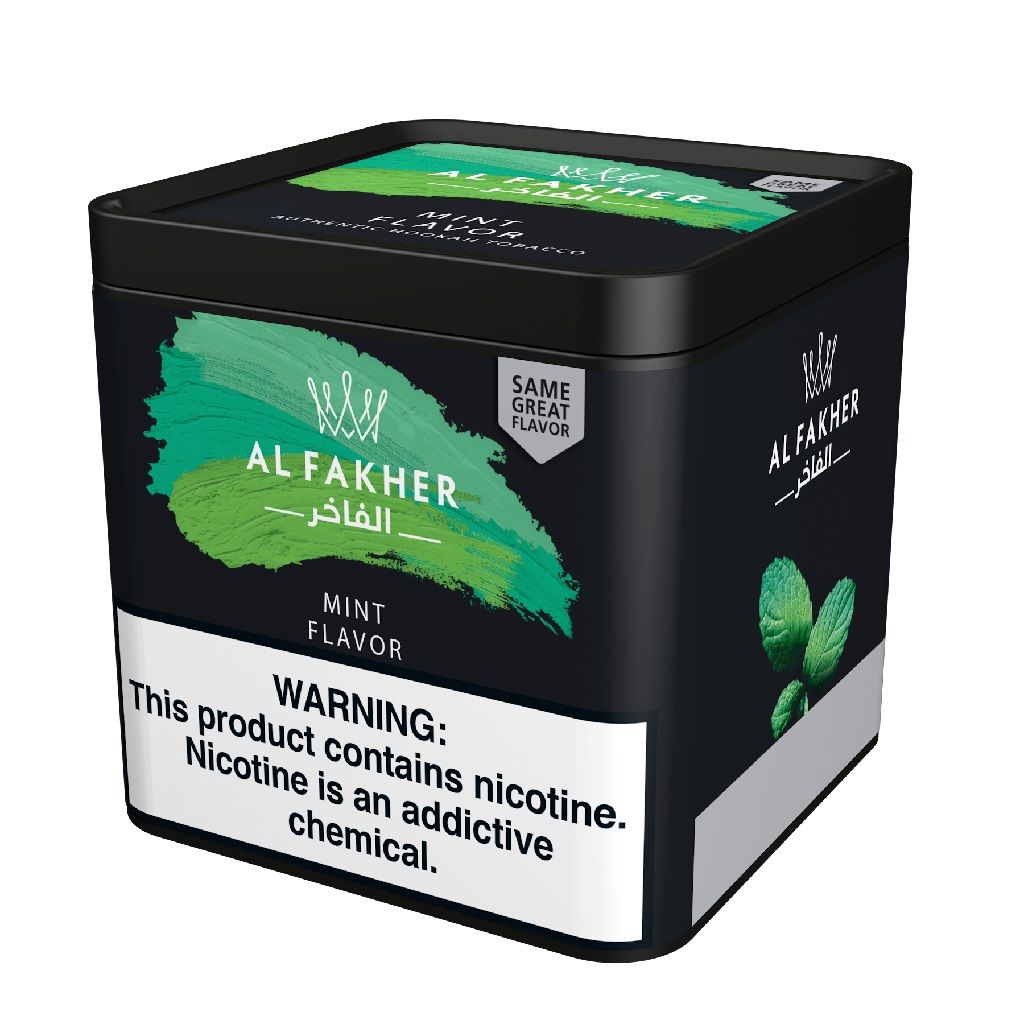 AL FAKHER
الفاخر
MINT
FLAVOR
AUTHENTIC HOOKAH TOBACCO
SAME
GREAT
FLAVOR
AL FAKHER
الفاخر
MINT
FLAVOR
WARNING:
This product contains nicotine.
Nicotine is an addictive
chemical.
AL FAKHER
الفاخر